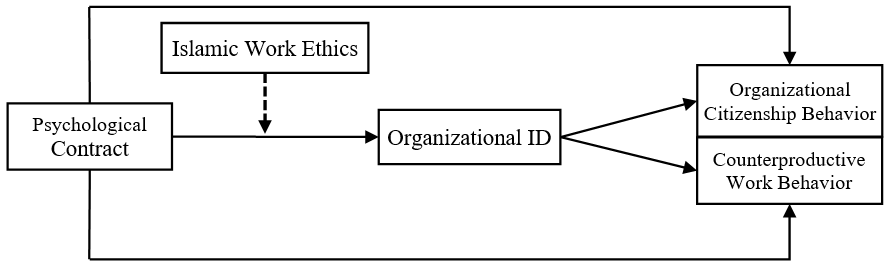 Islamic Work Ethics
Psychological
Contract
Organizational ID
Organizational
Citizenship Behavior
Counterproductive
Work Behavior